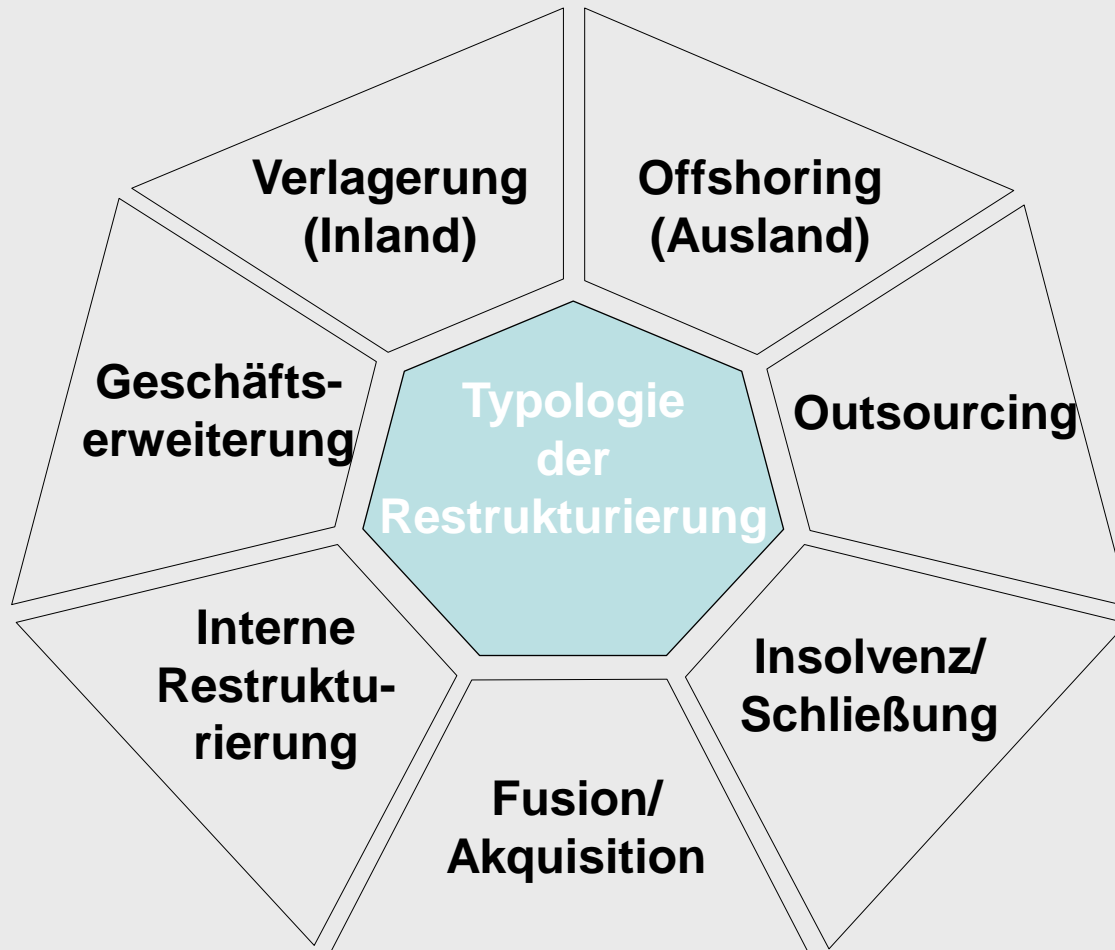 Verlagerung
(Inland)
Offshoring
(Ausland)
Geschäfts-
erweiterung
Typologie
der
Restrukturierung
Outsourcing
Interne
Restruktu-
rierung
Insolvenz/
Schließung
Fusion/
Akquisition